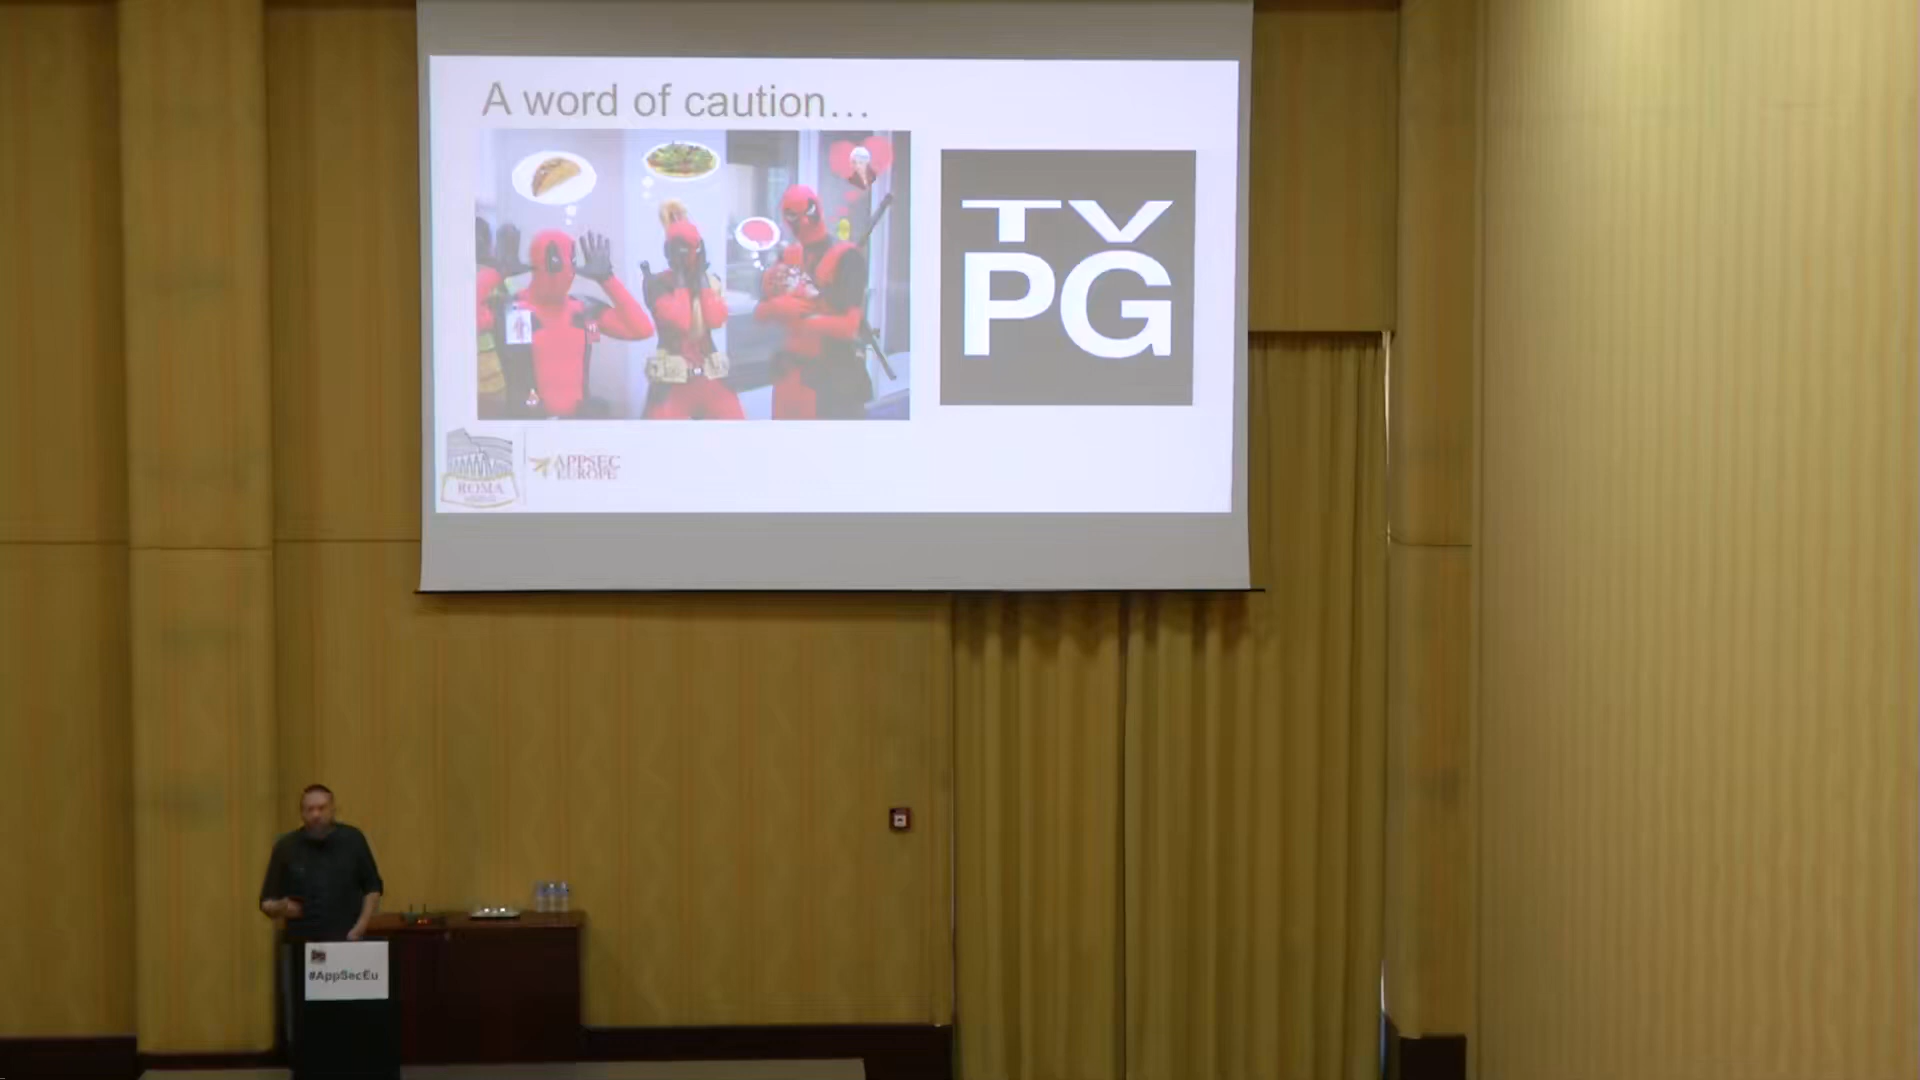 A word of caution...
TV
PG
ROMA
APPSEC
EUROPE
#AppSecEu